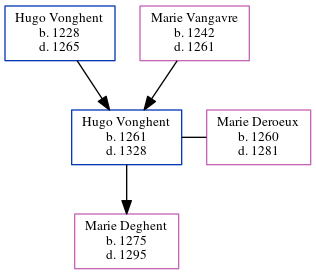 Hugo Vonghent
b. 1228
d. 1265
Marie Vangavre
b. 1242
d. 1261
Hugo Vonghent
b. 1261
d. 1328
Marie Deroeux
b. 1260
d. 1281
Marie Deghent
b. 1275
d. 1295